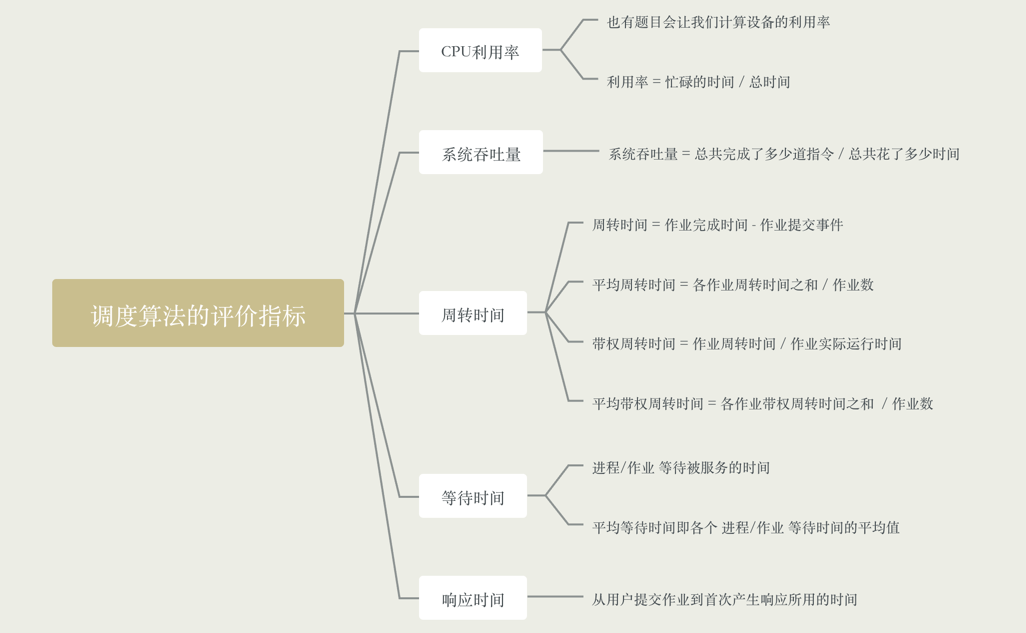 调度算法的评价指标
CPU利用率
也有题目会让我们计算设备的利用率
利用率 = 忙碌的时间 / 总时间
系统吞吐量
系统吞吐量 = 总共完成了多少道指令 / 总共花了多少时间
周转时间
周转时间 = 作业完成时间 - 作业提交事件
平均周转时间 = 各作业周转时间之和 / 作业数
带权周转时间 = 作业周转时间 / 作业实际运行时间
平均带权周转时间 = 各作业带权周转时间之和 / 作业数
等待时间
进程/作业 等待被服务的时间
平均等待时间即各个 进程/作业 等待时间的平均值
响应时间
从用户提交作业到首次产生响应所用的时间